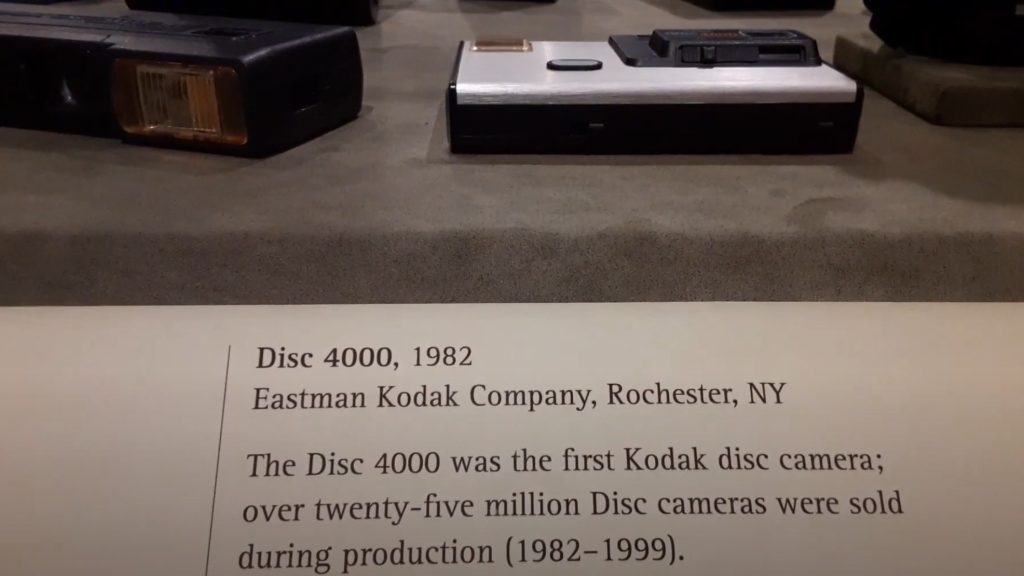 Disc 4000, 1982
Eastman Kodak Company, Rochester, NY
The Disc 4000 was the first Kodak disc camera;
over twenty-five million Disc cameras were sold
during production (1982–1999).